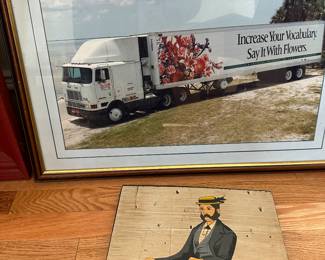 Increase Your Vocabulary.
Say It With Flowers.